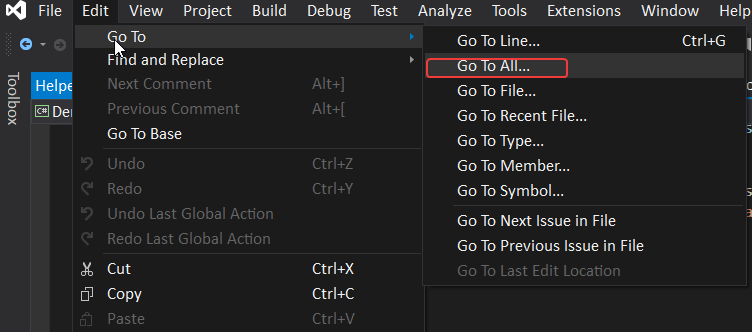 File Edit View Project Build Debug Test Analyze Tools Extensions Window Help
Toolbox
Helpe
C# Der
Go To
Find and Replace
Next Comment Alt+]
Previous Comment Alt+[
Go To Base
Undo Ctrl+Z
Redo Ctrl+Y
Undo Last Global Action
Redo Last Global Action
Cut Ctrl+X
Copy Ctrl+C
Paste Ctrl+V
Go To Line... Ctrl+G
Go To All...
Go To File...
Go To Recent File...
Go To Type...
Go To Member...
Go To Symbol...
Go To Next Issue in File
Go To Previous Issue in File
Go To Last Edit Location